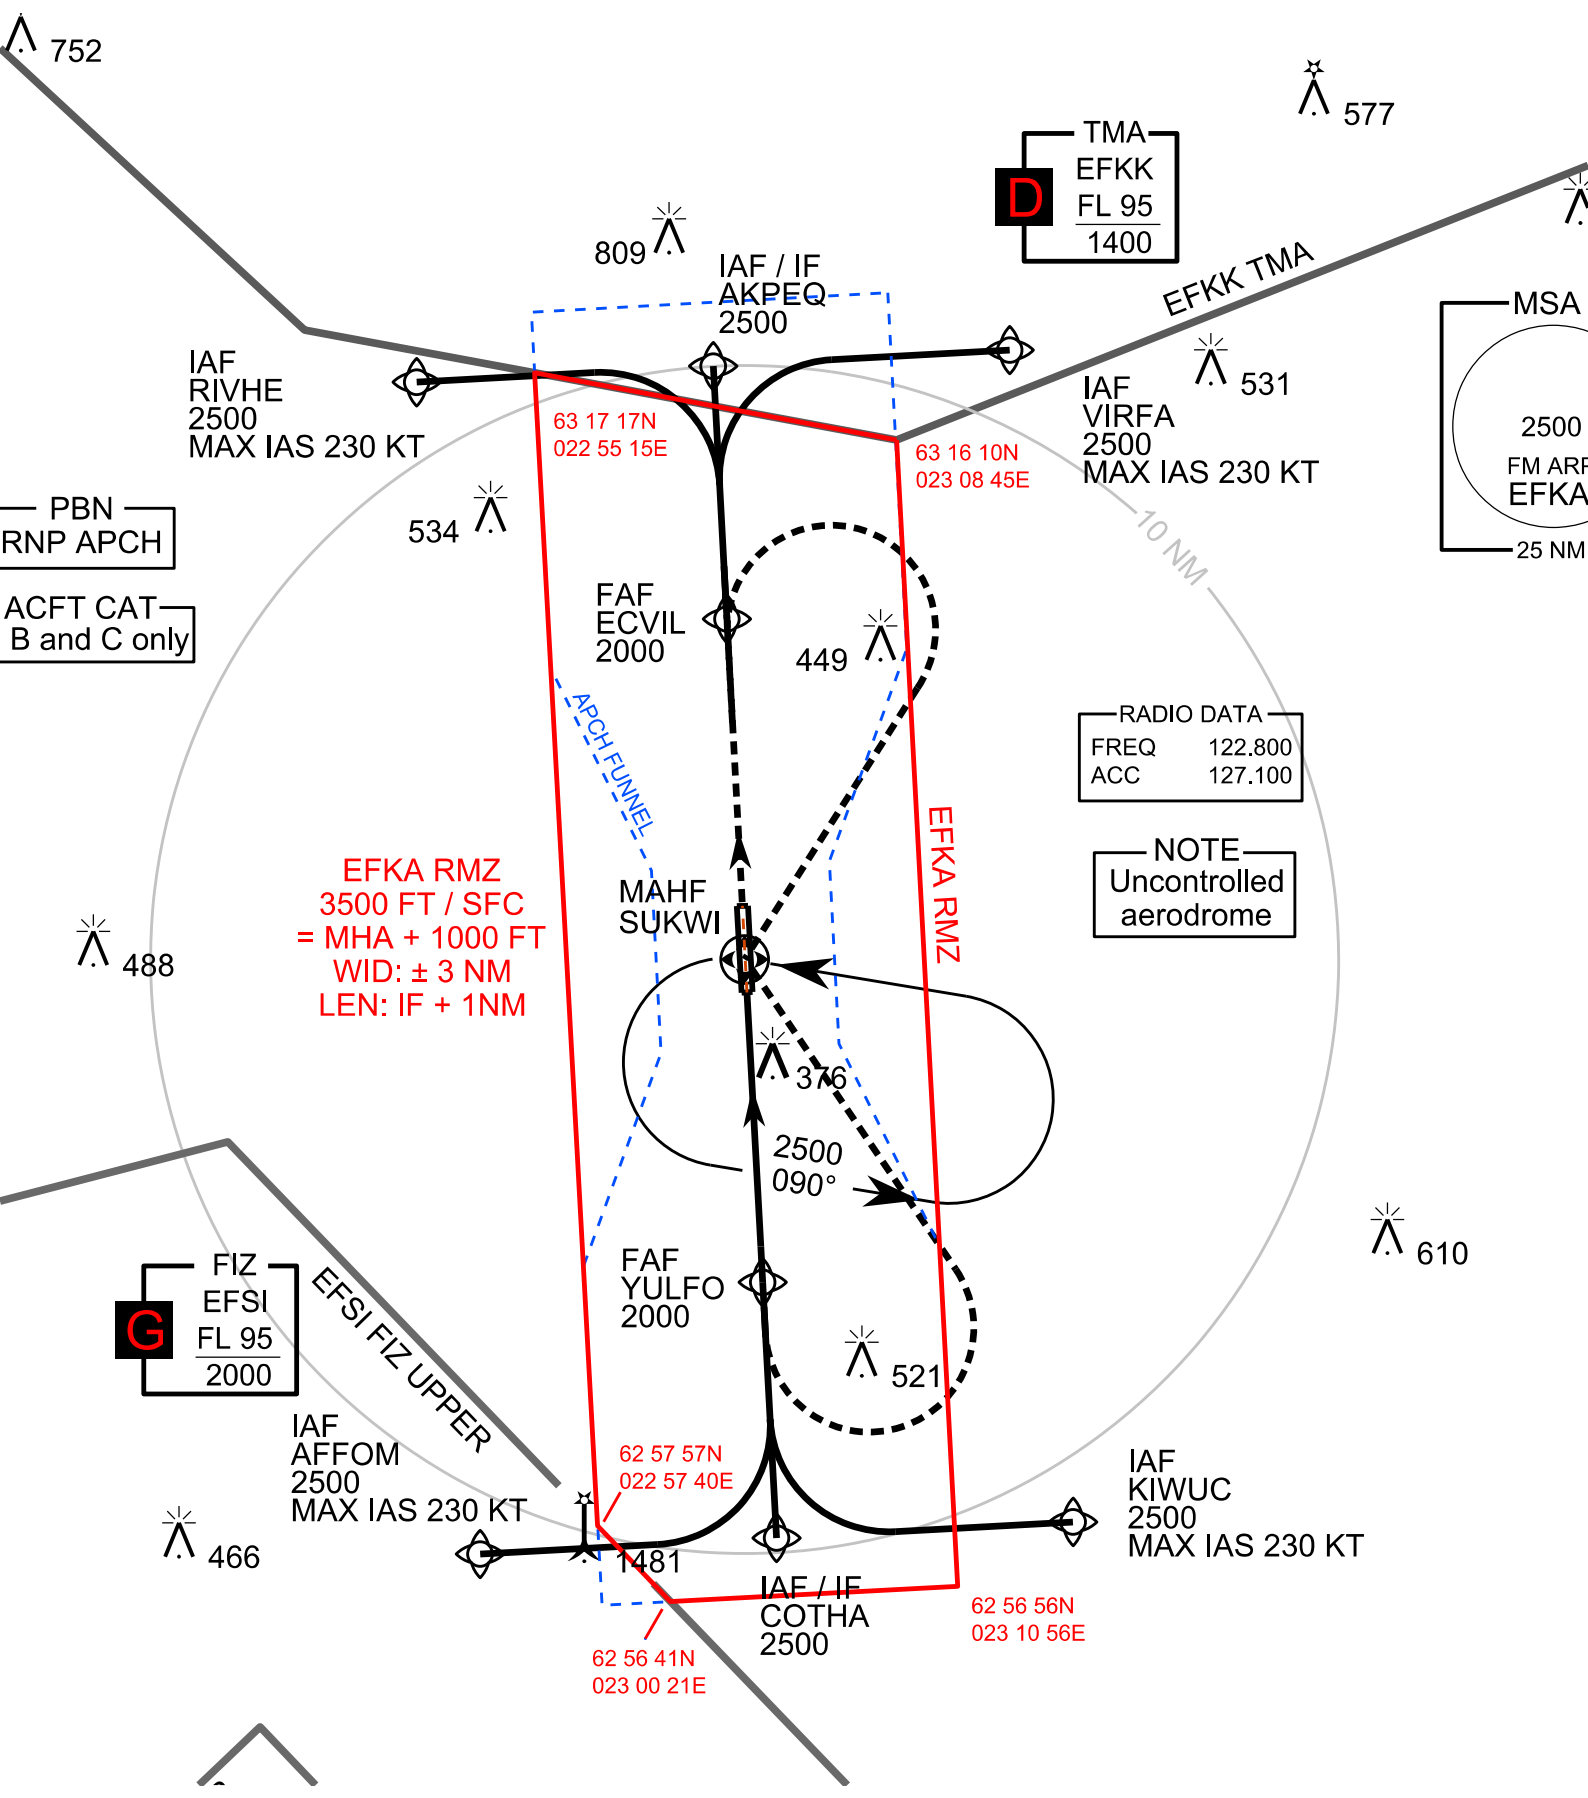 752
577
TMA
EFKK
FL 95
1400
D
809
IAF / IF
AKPEQ
2500
EFKK TMA
MSA
2500
FM ARP
EFKA
25 NM
IAF
RIVHE
2500
MAX IAS 230 KT
531
IAF
VIRFA
2500
MAX IAS 230 KT
63 17 17N
022 55 15E
63 16 10N
023 08 45E
PBN
RNP APCH
534
10 NM
ACFT CAT
B and C only
FAF
ECVIL
2000
449
APCH FUNNEL
RADIO DATA
FREQ 122.800
ACC 127.100
EFKA RMZ
NOTE
Uncontrolled
aerodrome
EFKA RMZ
3500 FT / SFC
= MHA + 1000 FT
WID: ± 3 NM
LEN: IF + 1NM
MAHF
SUKWI
488
376
2500
090°
610
FIZ
EFSI
FL 95
2000
G
EFSI FIZ UPPER
FAF
YULFO
2000
521
IAF
AFFOM
2500
MAX IAS 230 KT
62 57 57N
022 57 40E
IAF
KIWUC
2500
MAX IAS 230 KT
466
1481
IAF / IF
COTHA
2500
62 56 56N
023 10 56E
62 56 41N
023 00 21E